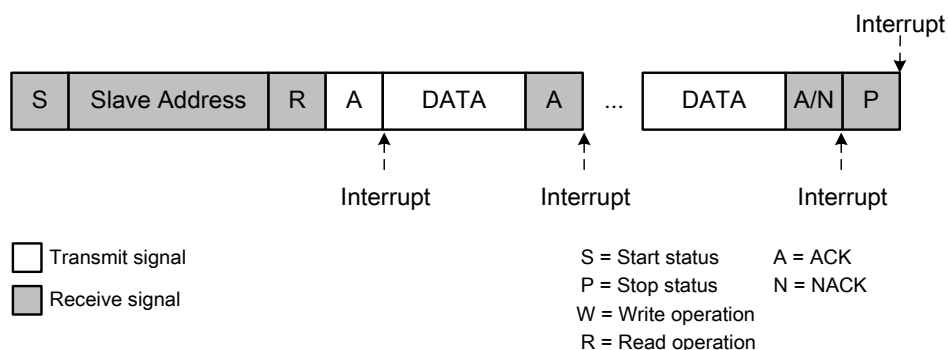 Interrupt
S Slave Address R A DATA A ... DATA A/N P
Interrupt Interrupt Interrupt
Transmit signal
Receive signal
S = Start status A = ACK
P = Stop status N = NACK
W = Write operation
R = Read operation